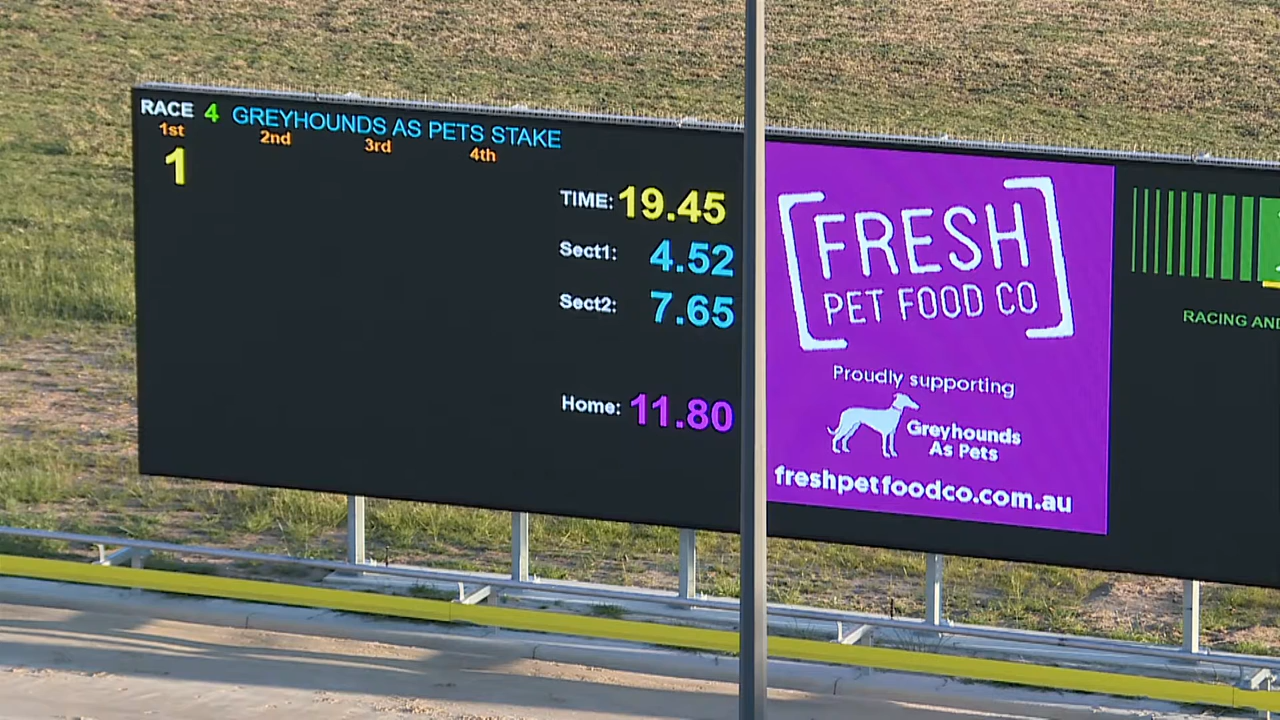 RACE 4 GREYHOUNDS AS PETS STAKE
1st 2nd 3rd 4th
1
TIME: 19.45
Sect1: 4.52
Sect2: 7.65
Home: 11.80
FRESH
PET FOOD CO
Proudly supporting
Greyhounds
As Pets
freshpetfoodco.com.au
RACING AND